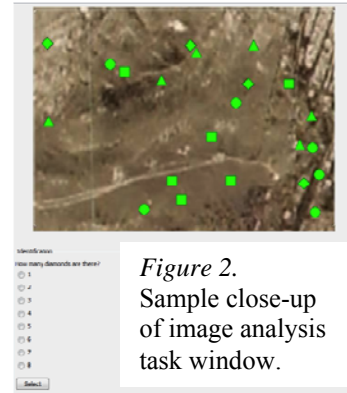 Identification
How many diamonds are there?
1
2
3
4
5
6
7
8
Select
Figure 2.
Sample close-up
of image analysis
task window.